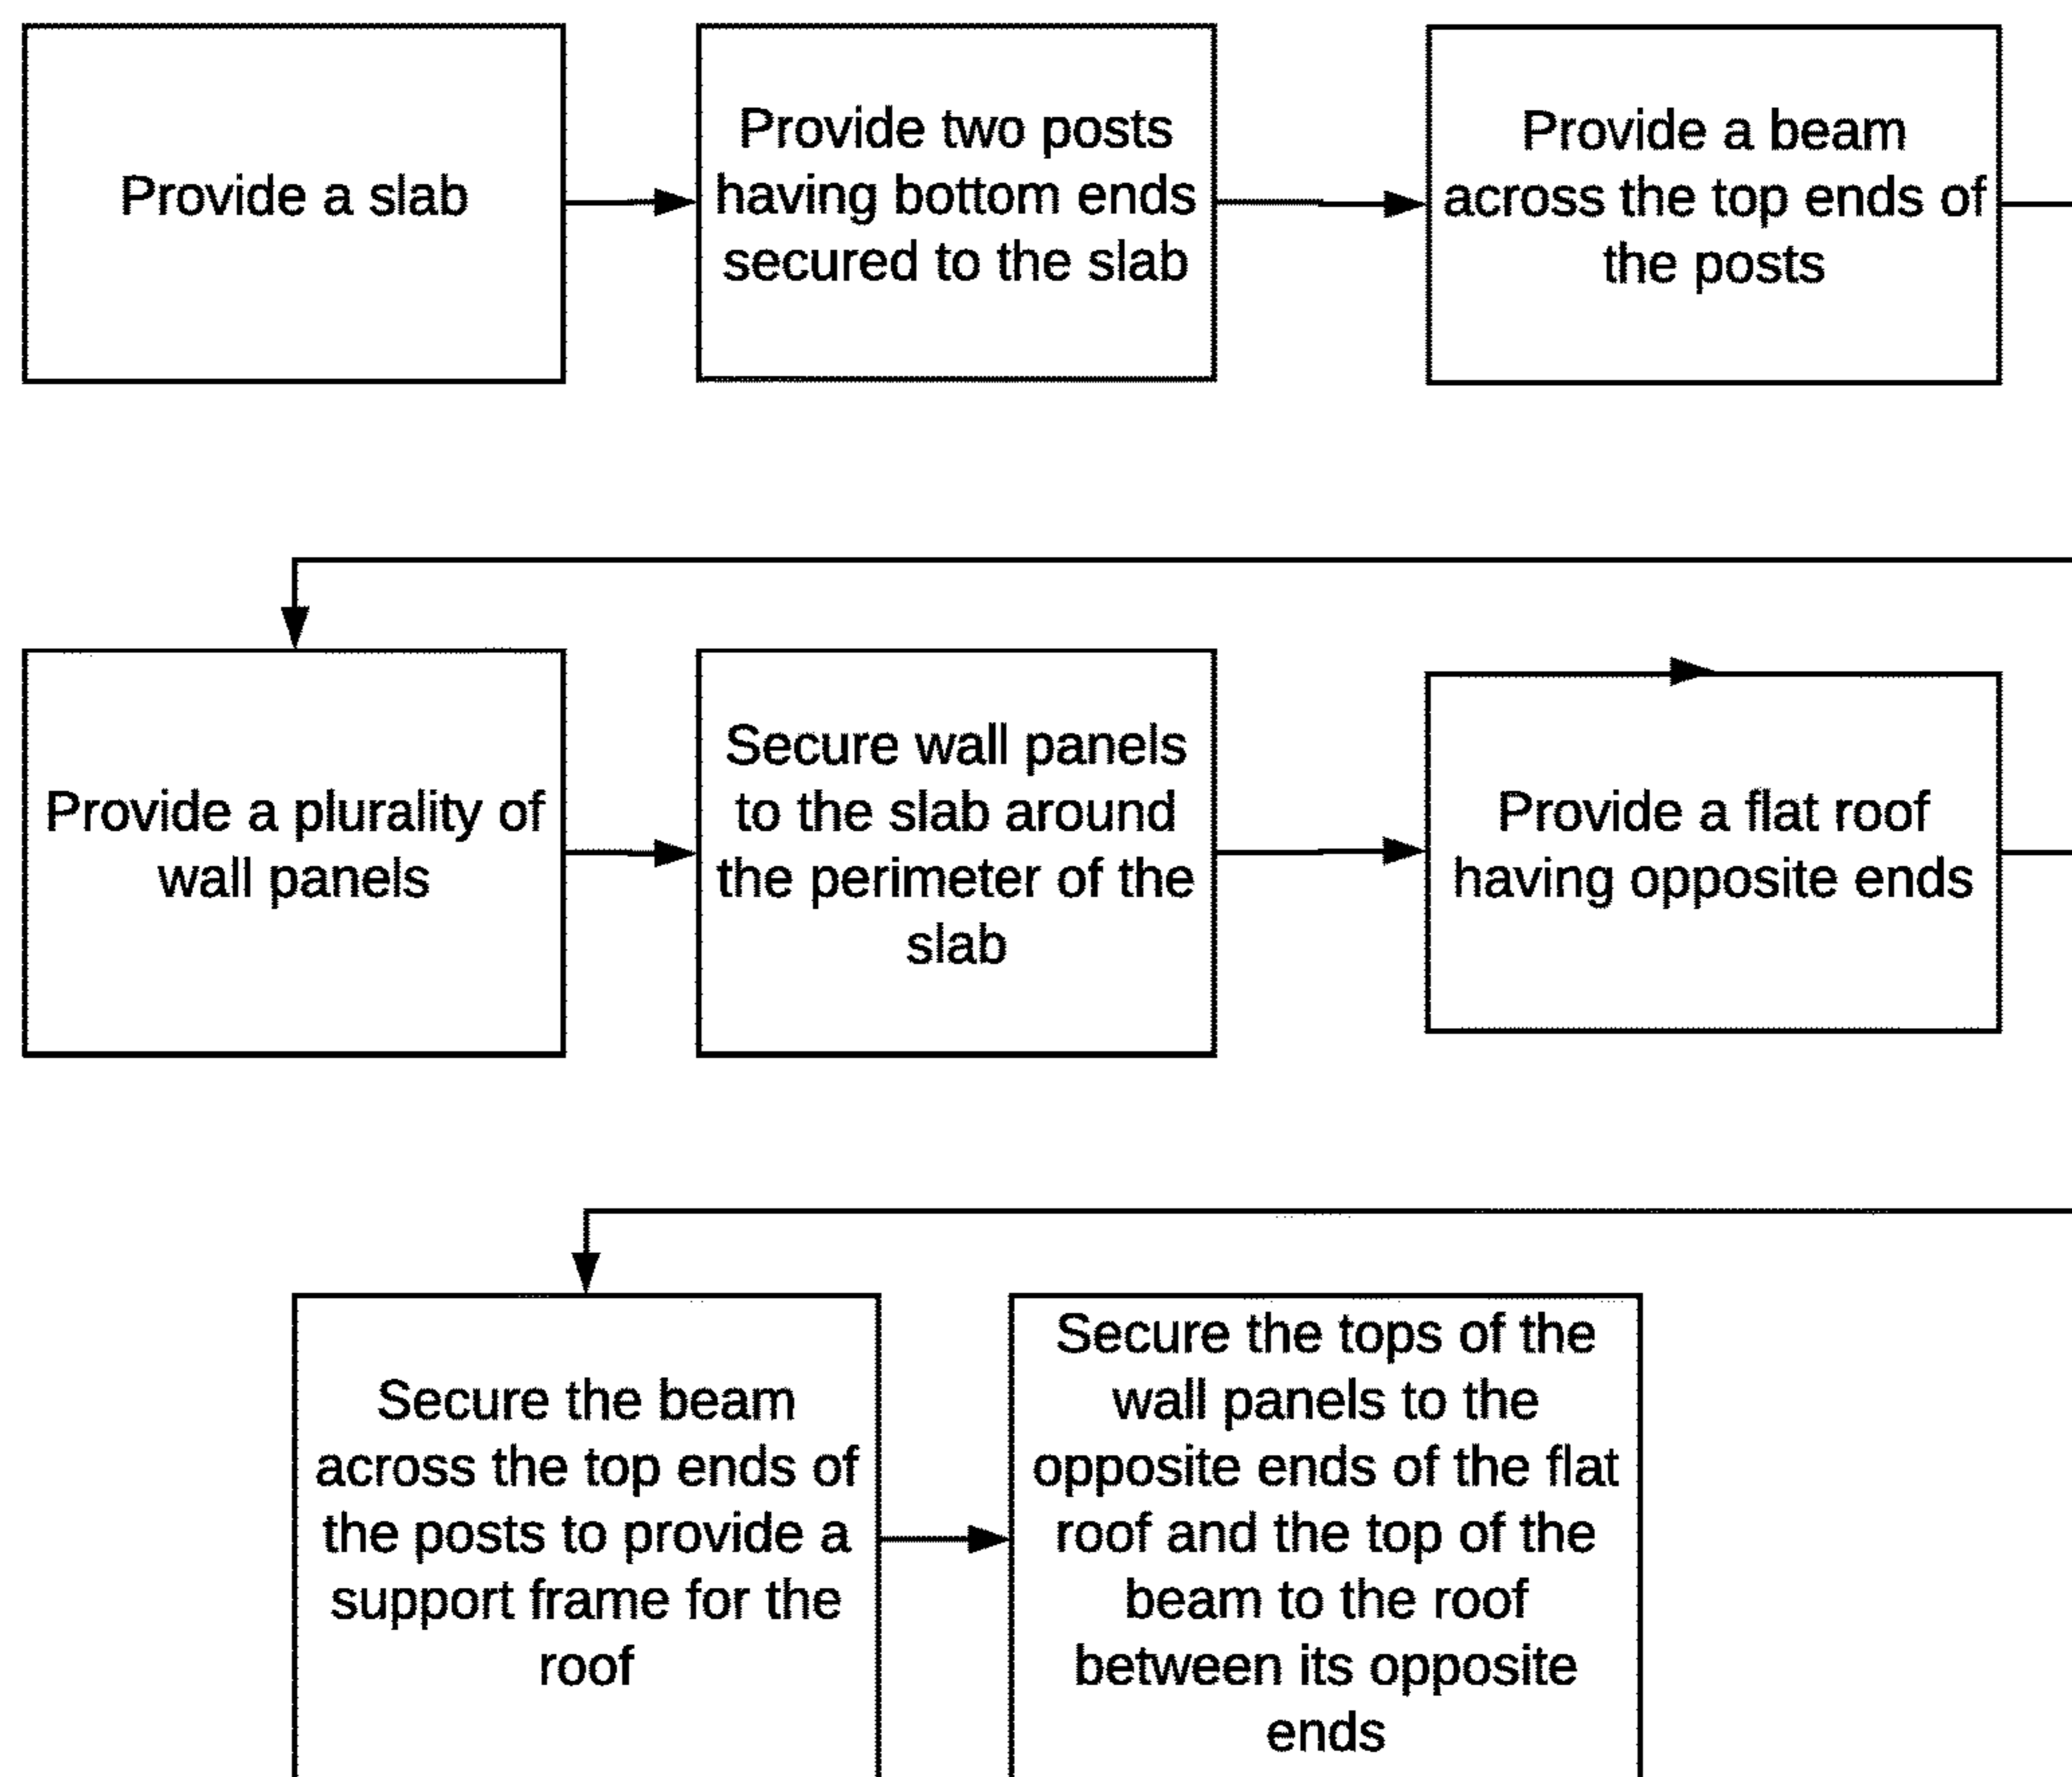 Provide a slab
Provide two posts
having bottom ends
secured to the slab
Provide a beam
across the top ends of
the posts
Provide a plurality of
wall panels
Secure wall panels
to the slab around
the perimeter of the
slab
Provide a flat roof
having opposite ends
Secure the beam
across the top ends of
the posts to provide a
support frame for the
roof
Secure the tops of the
wall panels to the
opposite ends of the flat
roof and the top of the
beam to the roof
between its opposite
ends